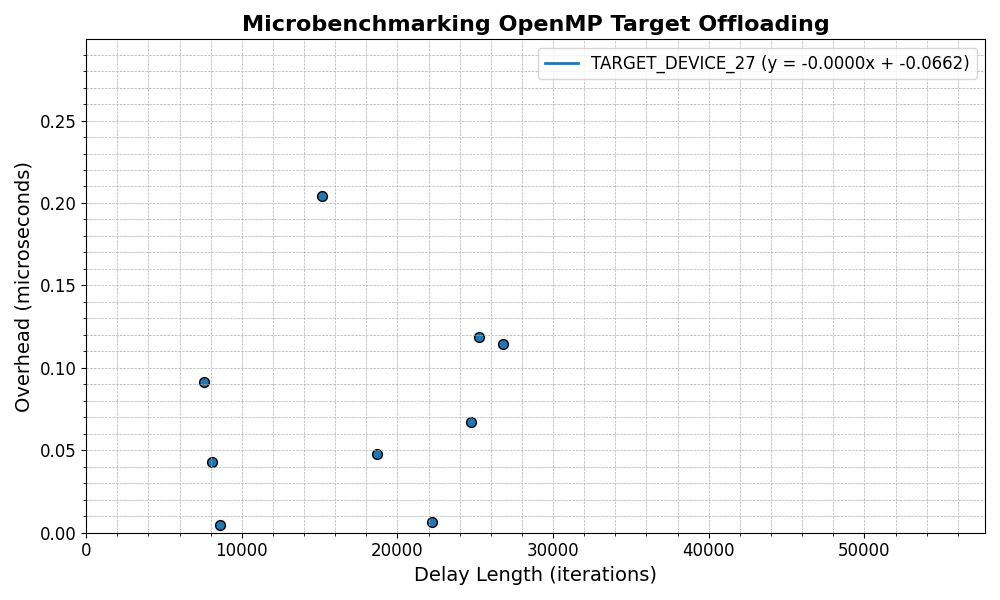 Microbenchmarking OpenMP Target Offloading
TARGET_DEVICE_27 (y = -0.0000x + -0.0662)
Overhead (microseconds)
0.25
0.20
0.15
0.10
0.05
0.00
0 10000 20000 30000 40000 50000
Delay Length (iterations)